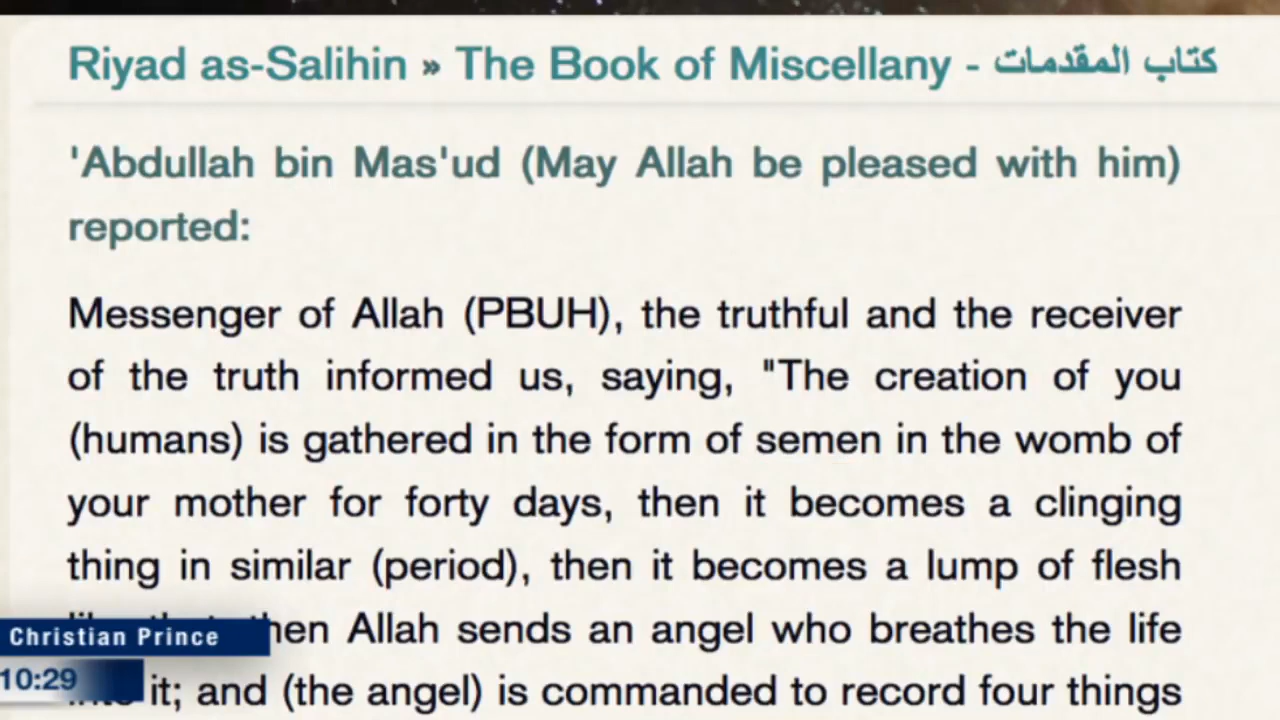 Riyad as-Salihin » The Book of Miscellany - كتاب المقدمات
'Abdullah bin Mas'ud (May Allah be pleased with him)
reported:
Messenger of Allah (PBUH), the truthful and the receiver
of the truth informed us, saying, "The creation of you
(humans) is gathered in the form of semen in the womb of
your mother for forty days, then it becomes a clinging
thing in similar (period), then it becomes a lump of flesh
then Allah sends an angel who breathes the life
Christian Prince
it; and (the angel) is commanded to record four things
10:29